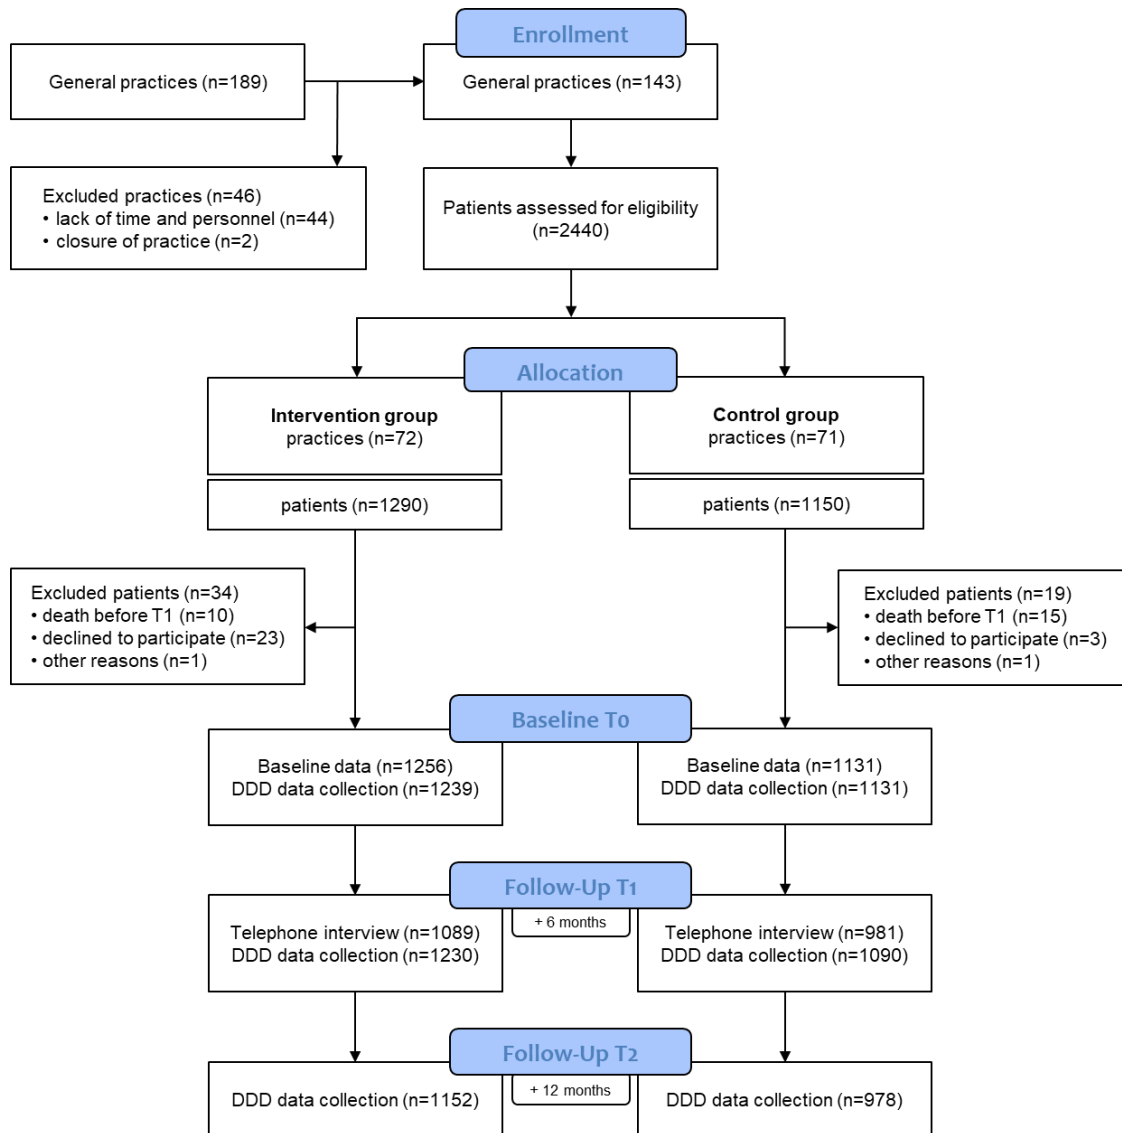 Enrollment
General practices (n=189)
General practices (n=143)
Excluded practices (n=46)
• lack of time and personnel (n=44)
• closure of practice (n=2)
Patients assessed for eligibility
(n=2440)
Allocation
Intervention group
practices (n=72)
Control group
practices (n=71)
patients (n=1290)
patients (n=1150)
Excluded patients (n=34)
• death before T1 (n=10)
• declined to participate (n=23)
• other reasons (n=1)
Excluded patients (n=19)
• death before T1 (n=15)
• declined to participate (n=3)
• other reasons (n=1)
Baseline T0
Baseline data (n=1256)
DDD data collection (n=1239)
Baseline data (n=1131)
DDD data collection (n=1131)
Follow-Up T1
+ 6 months
Telephone interview (n=1089)
DDD data collection (n=1230)
Telephone interview (n=981)
DDD data collection (n=1090)
Follow-Up T2
+ 12 months
DDD data collection (n=1152)
DDD data collection (n=978)